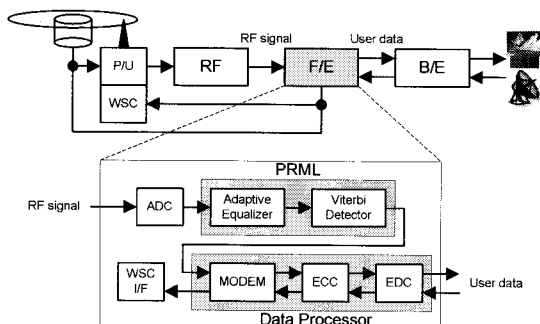 RF signal
User data
P/U
RF
F/E
B/E
WSC
PRML
RF signal
ADC
Adaptive
Equalizer
Viterbi
Detector
WSC
I/F
MODEM
ECC
EDC
User data
Data Processor